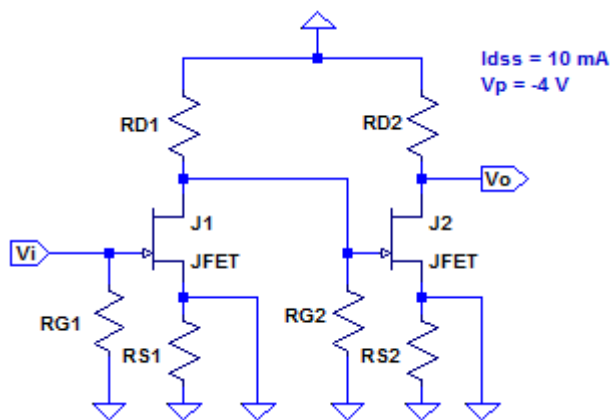 Idss = 10 mA
Vp = -4 V
RD1
RD2
Vo
J1
J2
Vi
JFET
JFET
RG1
RS1
RG2
RS2